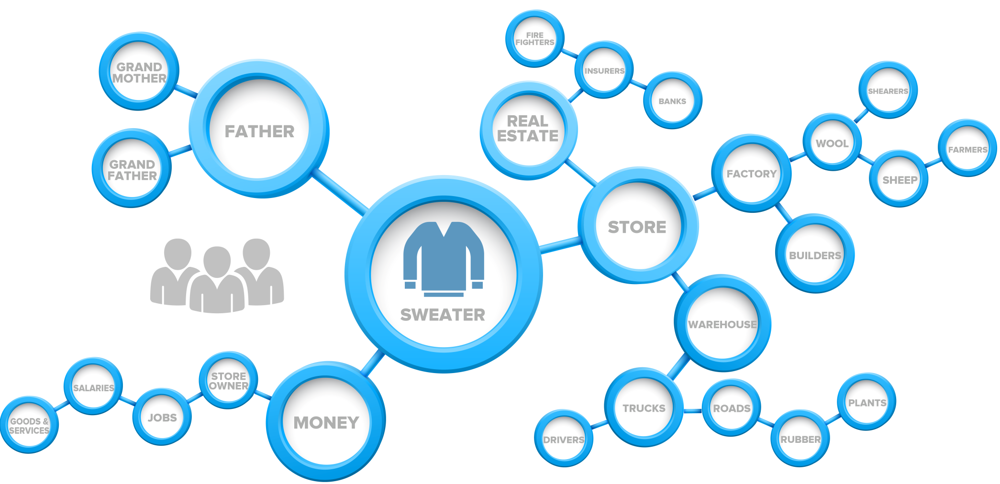 GRAND
MOTHER
FATHER
GRAND
FATHER
FIRE
FIGHTERS
INSURERS
BANKS
REAL
ESTATE
SHEARERS
WOOL
FARMERS
SHEEP
FACTORY
STORE
BUILDERS
SWEATER
WAREHOUSE
STORE
OWNER
SALARIES
JOBS
GOODS &
SERVICES
MONEY
TRUCKS
ROADS
PLANTS
DRIVERS
RUBBER